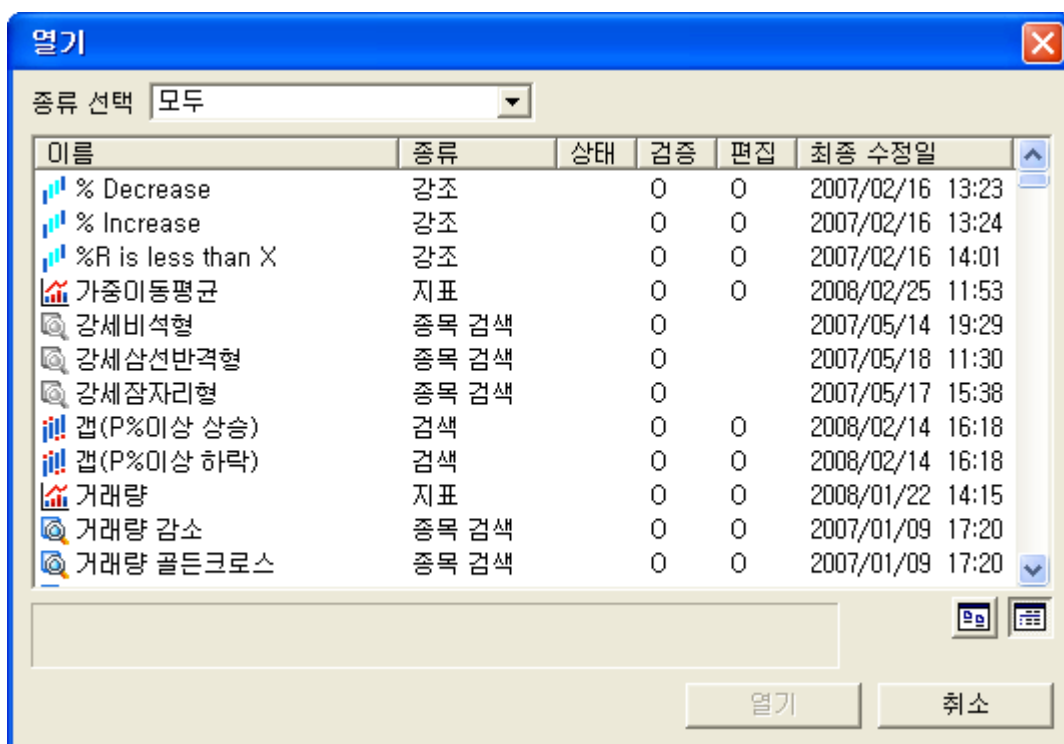 열기
종류 선택 모두
이름 종류 상태 검증 편집 최종 수정일
% Decrease 강조 O O 2007/02/16 13:23
% Increase 강조 O O 2007/02/16 13:24
%R is less than X 강조 O O 2007/02/16 14:01
가중이동평균 지표 O O 2008/02/25 11:53
강세비석형 종목 검색 O 2007/05/14 19:29
강세삼선반격형 종목 검색 O 2007/05/18 11:30
강세잠자리형 종목 검색 O 2007/05/17 15:38
갭(P%이상 상승) 검색 O O 2008/02/14 16:18
갭(P%이상 하락) 검색 O O 2008/02/14 16:18
거래량 지표 O O 2008/01/22 14:15
거래량 감소 종목 검색 O O 2007/01/09 17:20
거래량 골든크로스 종목 검색 O O 2007/01/09 17:20
열기 취소